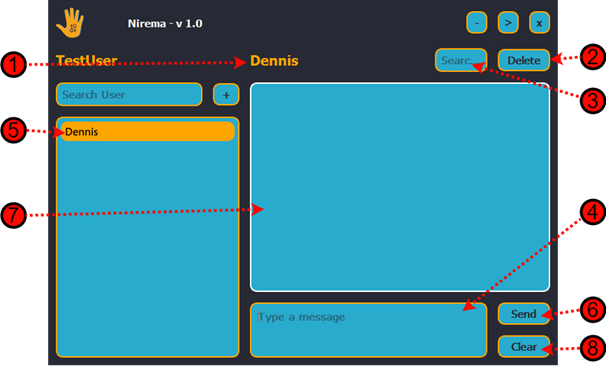 Nirema - v 1.0
- > x
1 TestUser Dennis Searc. Delete 2
Search User + 3
5 Dennis
7
4
Type a message Send 6
Clear 8